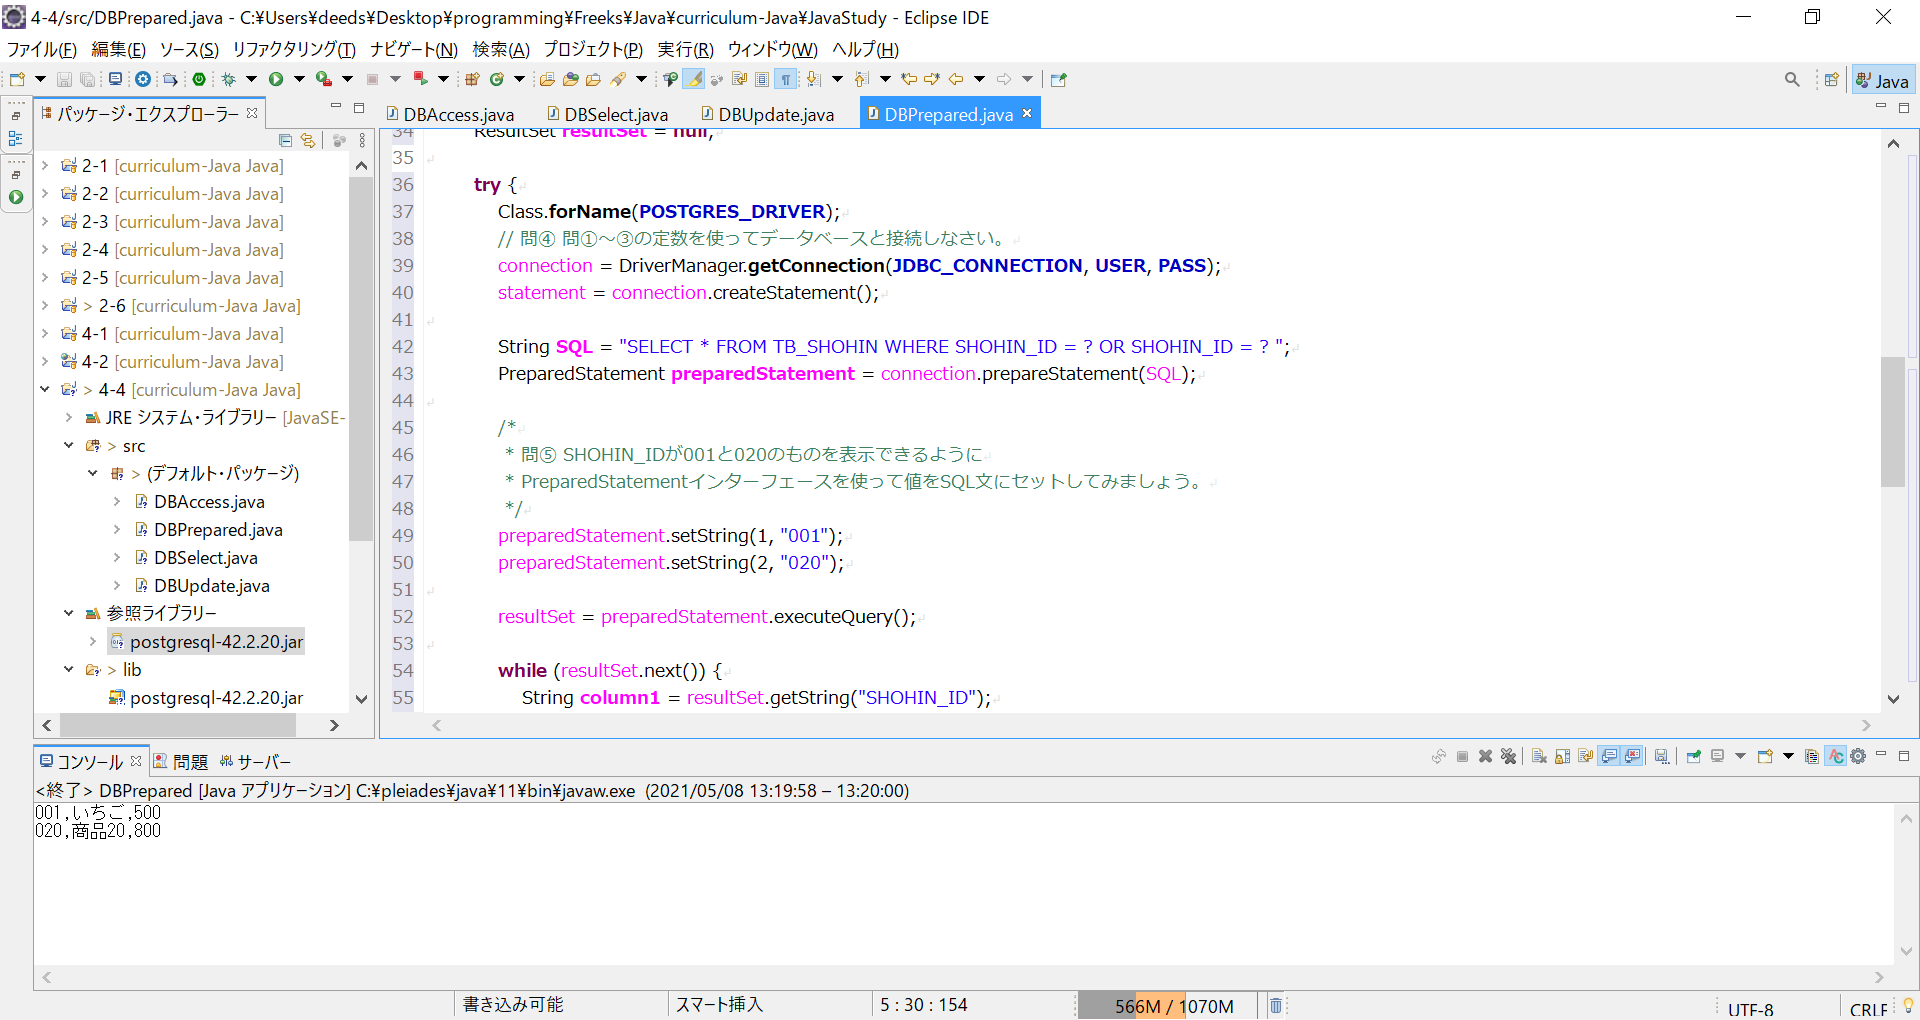 4-4/src/DBPrepared.java - C:¥Users¥deeds¥Desktop¥programming¥Freeks¥Java¥curriculum-Java¥JavaStudy - Eclipse IDE
ファイル(F) 編集(E) ソース(S) リファクタリング(T) ナビゲート(N) 検索(A) プロジェクト(P) 実行(R) ウィンドウ(W) ヘルプ(H)
Java
パッケージ・エクスプローラー
2-1 [curriculum-Java Java]
2-2 [curriculum-Java Java]
2-3 [curriculum-Java Java]
2-4 [curriculum-Java Java]
2-5 [curriculum-Java Java]
> 2-6 [curriculum-Java Java]
4-1 [curriculum-Java Java]
4-2 [curriculum-Java Java]
> 4-4 [curriculum-Java Java]
JRE システム・ライブラリー [JavaSE-
> src
> (デフォルト・パッケージ)
DBAccess.java
DBPrepared.java
DBSelect.java
DBUpdate.java
参照ライブラリー
postgresql-42.2.20.jar
> lib
postgresql-42.2.20.jar
DBAccess.java DBSelect.java DBUpdate.java DBPrepared.java
34 ResultSet resultSet = null;
35
36 try {
37 Class.forName(POSTGRES_DRIVER);
38 // 問④ 問①～③の定数を使ってデータベースと接続しなさい。
39 connection = DriverManager.getConnection(JDBC_CONNECTION, USER, PASS);
40 statement = connection.createStatement();
41
42 String SQL = "SELECT * FROM TB_SHOHIN WHERE SHOHIN_ID = ? OR SHOHIN_ID = ? ";
43 PreparedStatement preparedStatement = connection.prepareStatement(SQL);
44
45 /*
46 * 問⑤ SHOHIN_IDが001と020のものを表示できるように
47 * PreparedStatementインターフェースを使って値をSQL文にセットしてみましょう。
48 */
49 preparedStatement.setString(1, "001");
50 preparedStatement.setString(2, "020");
51
52 resultSet = preparedStatement.executeQuery();
53
54 while (resultSet.next()) {
55 String column1 = resultSet.getString("SHOHIN_ID");
コンソール 問題 サーバー
<終了> DBPrepared [Java アプリケーション] C:¥pleiades¥java¥11¥bin¥javaw.exe (2021/05/08 13:19:58 – 13:20:00)
001,いちご,500
020,商品20,800
書き込み可能 スマート挿入 5 : 30 : 154 566M / 1070M UTF-8 CRLF